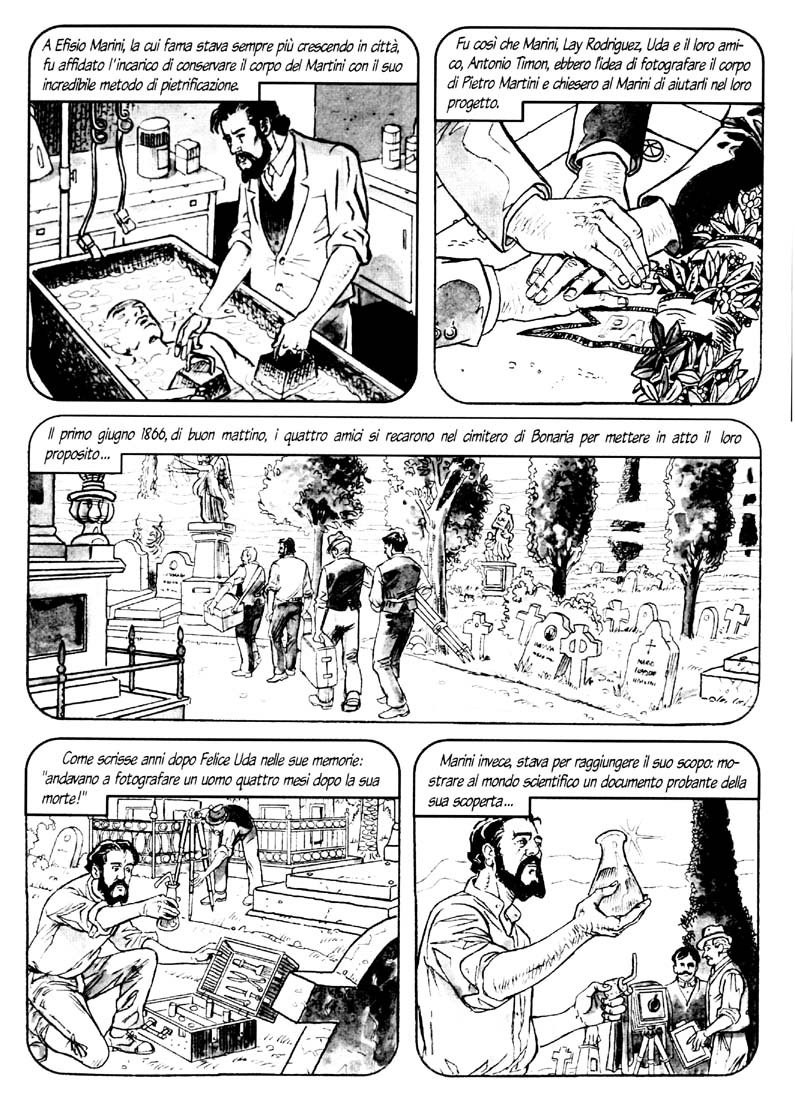 A Efisio Marini, la cui fama stava sempre più crescendo in città,
fu affidato l'incarico di conservare il corpo del Martini con il suo
incredibile metodo di pietrificazione.
Fu così che Marini, Lay Rodriguez, Uda e il loro ami-
co, Antonio Timon, ebbero l'idea di fotografare il corpo
di Pietro Martini e chiesero al Marini di aiutarli nel loro
progetto.
PA
Il primo giugno 1866, di buon mattino, i quattro amici si recarono nel cimitero di Bonaria per mettere in atto il loro
proposito...
Come scrisse anni dopo Felice Uda nelle sue memorie:
"andavano a fotografare un uomo quattro mesi dopo la sua
morte!"
Marini invece, stava per raggiungere il suo scopo: mo-
strare al mondo scientifico un documento probante della
sua scoperta...